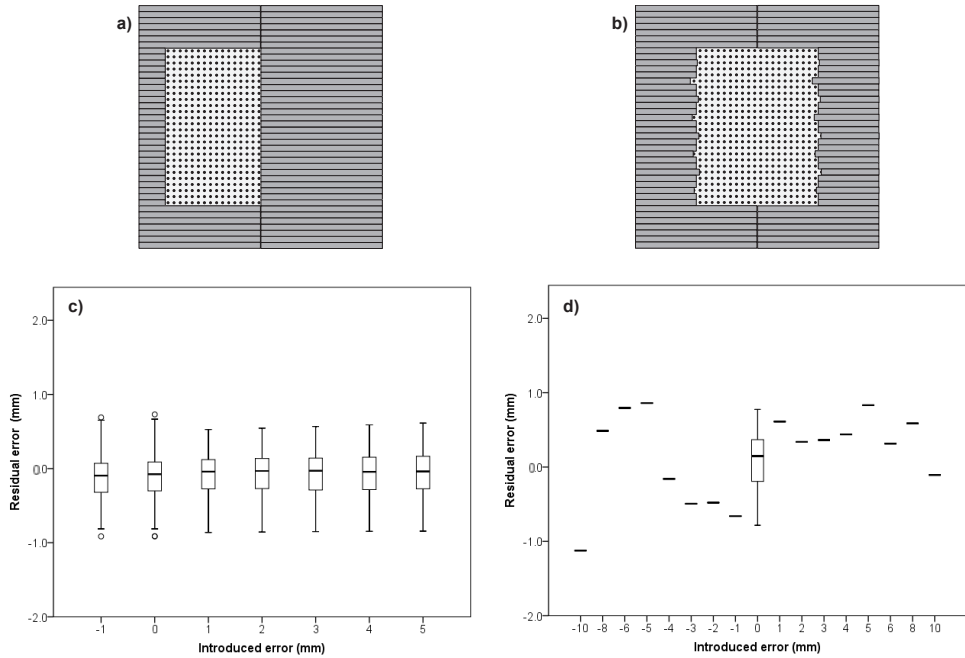 a)
b)
c)
2.0
1.0
0.0
-1.0
-2.0
Residual error (mm)
-1 0 1 2 3 4 5
Introduced error (mm)
d)
2.0
1.0
0.0
-1.0
-2.0
Residual error (mm)
-10 -8 -6 -5 -4 -3 -2 -1 0 1 2 3 4 5 6 8 10
Introduced error (mm)